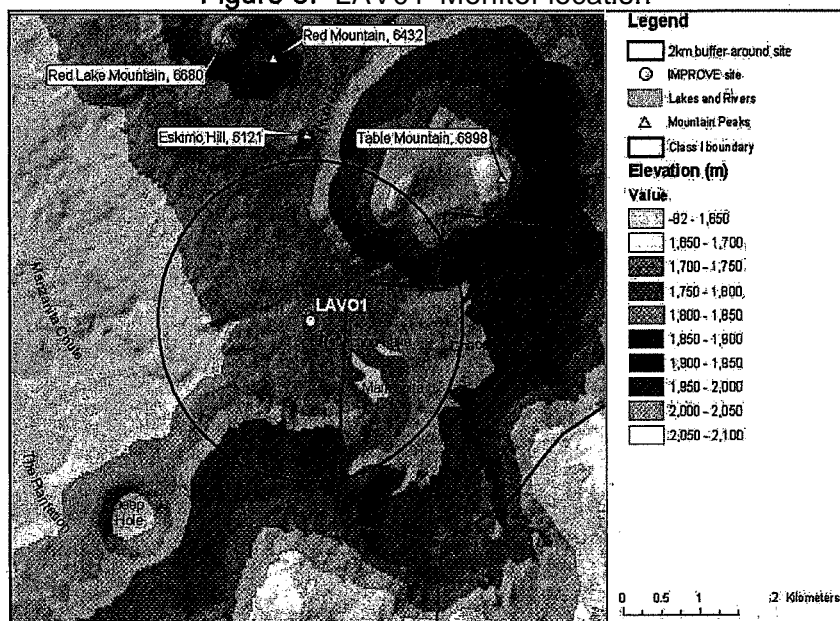 Figure 3. LAVO1 Monitor location
Red Mountain, 6432
Red Lake Mountain, 6680
Eskimo Hill, 6121
Table Mountain, 6898
LAVO1
Manzanita Chute
Deep
Hole
Legend
2km buffer around site
IMPROVE site
Lakes and Rivers
Mountain Peaks
Class I boundary
Elevation (m)
Value
-82 - 1,650
1,650 - 1,700
1,700 - 1,750
1,750 - 1,800
1,800 - 1,850
1,850 - 1,900
1,900 - 1,950
1,950 - 2,000
2,000 - 2,050
2,050 - 2,100
0 0.5 1 2 Kilometers